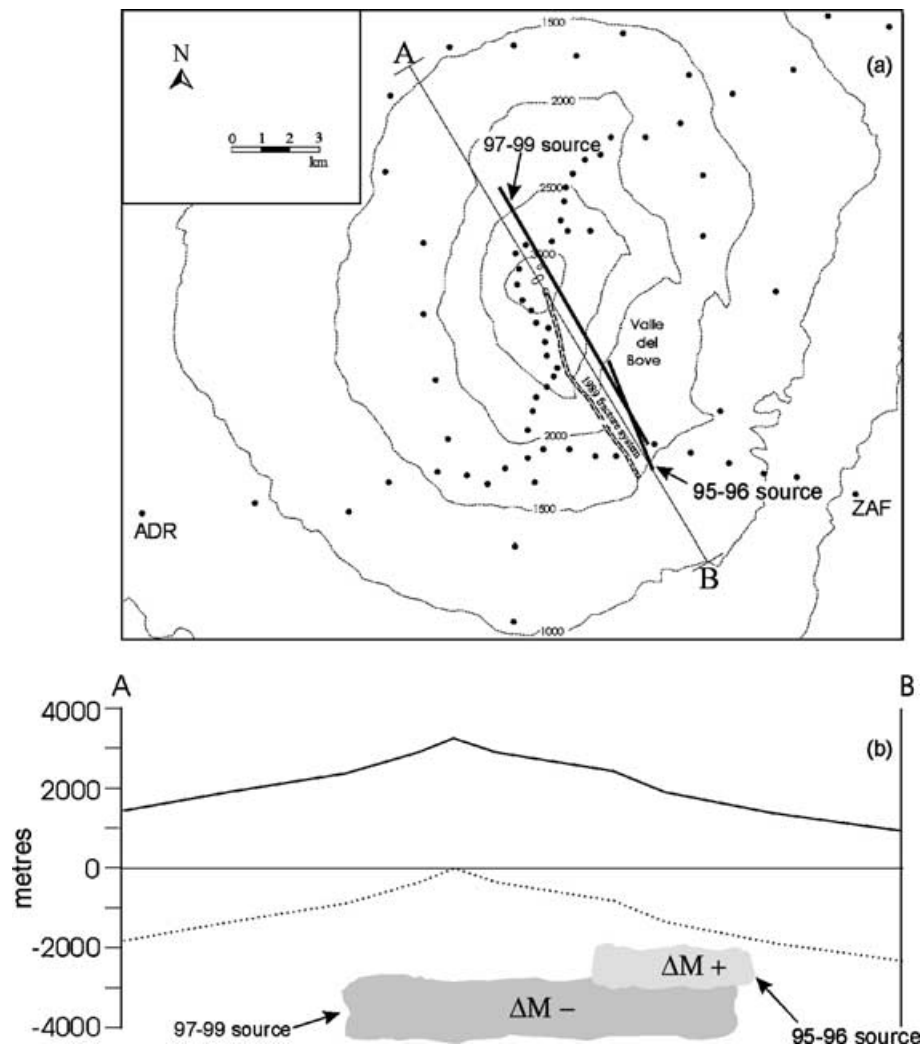 1500
(a)
A
N
2000
0 1 2 3
km
97-99 source
2500
3000
Valle
del
Bove
1989 fracture system
2000
95-96 source
ZAF
ADR
1500
B
1000
A
B
4000
(b)
2000
metres
0
-2000
ΔM +
ΔM −
97-99 source
95-96 source
-4000